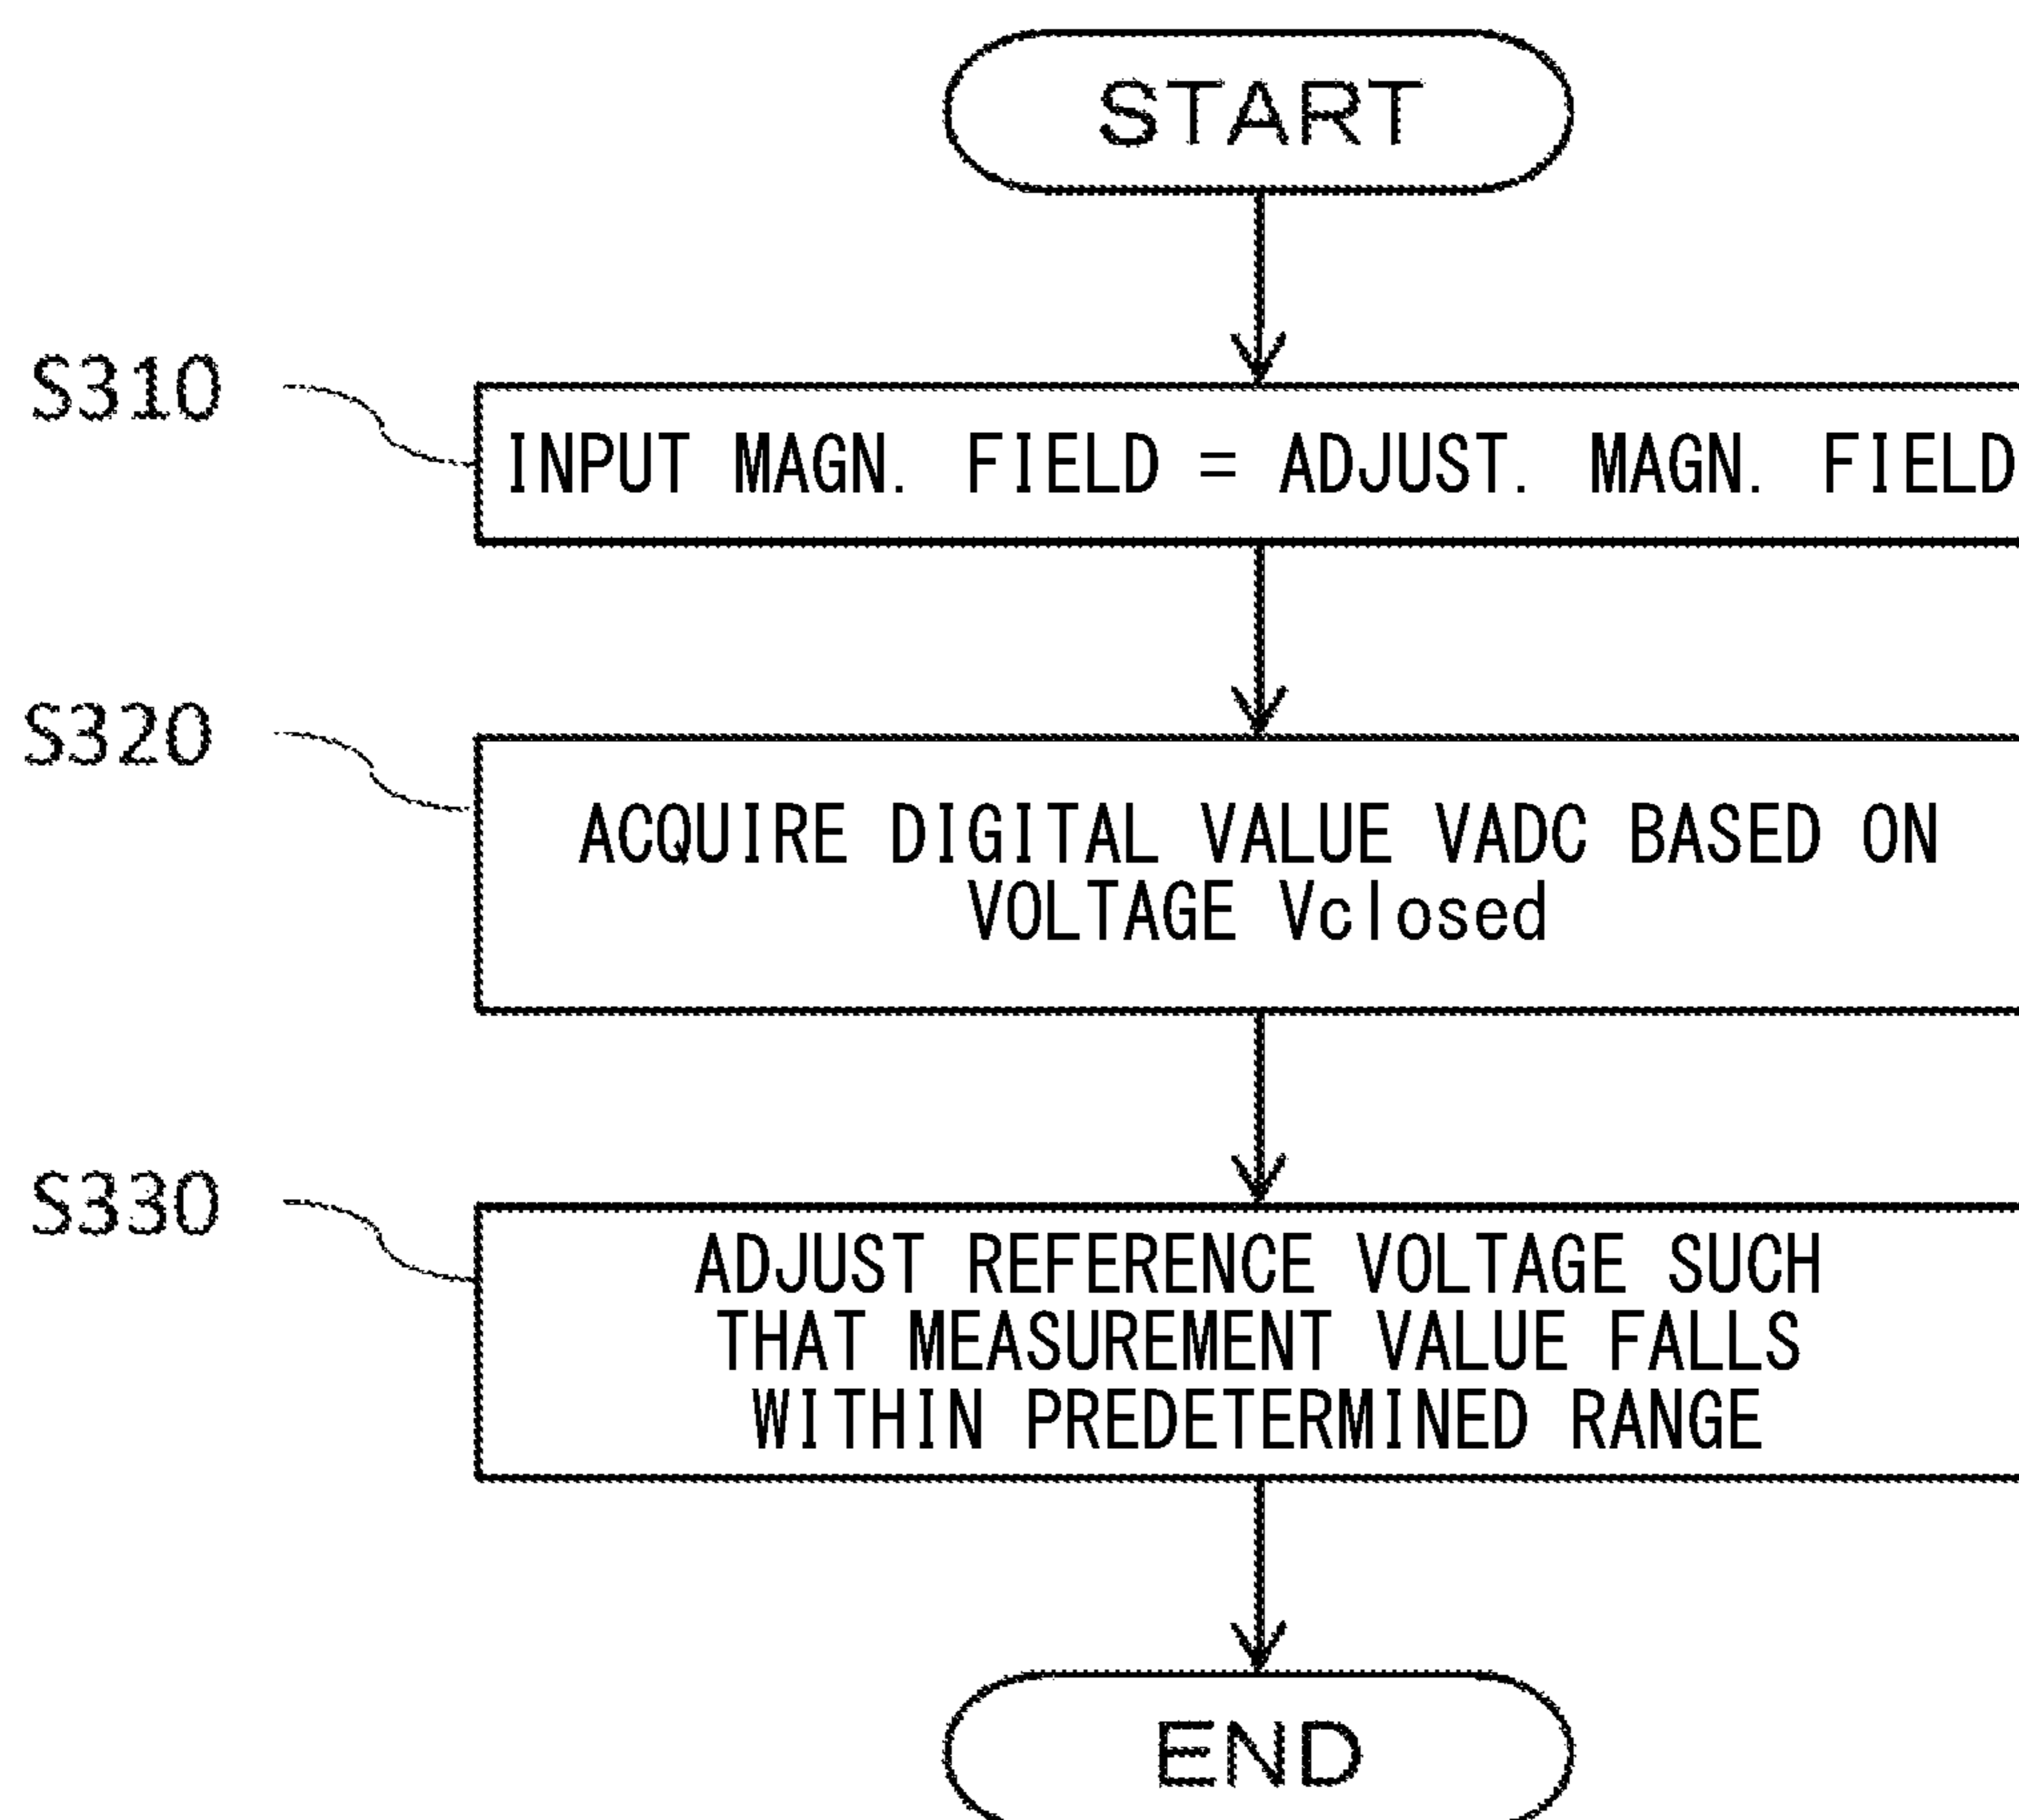 START
S310
INPUT MAGN. FIELD = ADJUST. MAGN. FIELD
S320
ACQUIRE DIGITAL VALUE VADC BASED ON
VOLTAGE Vclosed
S330
ADJUST REFERENCE VOLTAGE SUCH
THAT MEASUREMENT VALUE FALLS
WITHIN PREDETERMINED RANGE
END